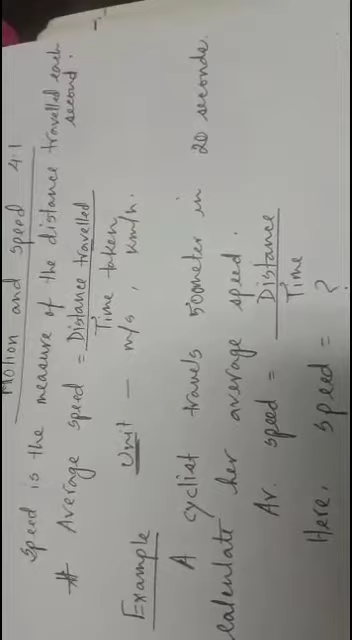 Motion and speed 4.1
Speed is the measure of the distance travelled each
second.
# Average speed = Distance travelled
Time taken
Unit – m/s, km/h.
Example
A cyclist travels 500meter in 20 seconds.
Calculate her average speed.
Av. speed = Distance
Time
Here, speed = ?